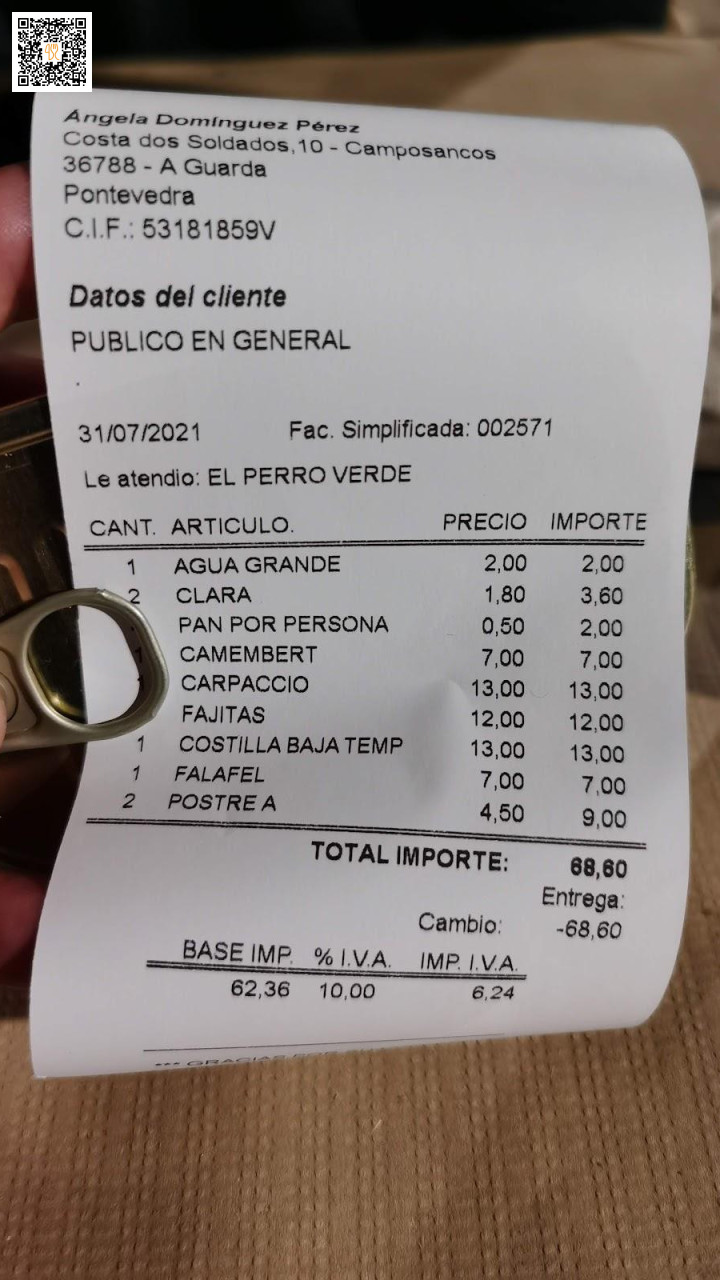 Angela Domínguez Pérez
Costa dos Soldados,10 - Camposancos
36788 - A Guarda
Pontevedra
C.I.F.: 53181859V
Datos del cliente
PUBLICO EN GENERAL
.
31/07/2021 Fac. Simplificada: 002571
Le atendio: EL PERRO VERDE
CANT. ARTICULO. PRECIO IMPORTE
1 AGUA GRANDE 2,00 2,00
2 CLARA 1,80 3,60
PAN POR PERSONA 0,50 2,00
CAMEMBERT 7,00 7,00
CARPACCIO 13,00 13,00
FAJITAS 12,00 12,00
1 COSTILLA BAJA TEMP 13,00 13,00
1 FALAFEL 7,00 7,00
2 POSTRE A 4,50 9,00
TOTAL IMPORTE: 68,60
Entrega:
Cambio: -68,60
BASE IMP. % I.V.A. IMP. I.V.A.
62,36 10,00 6,24
*** GRACIAS